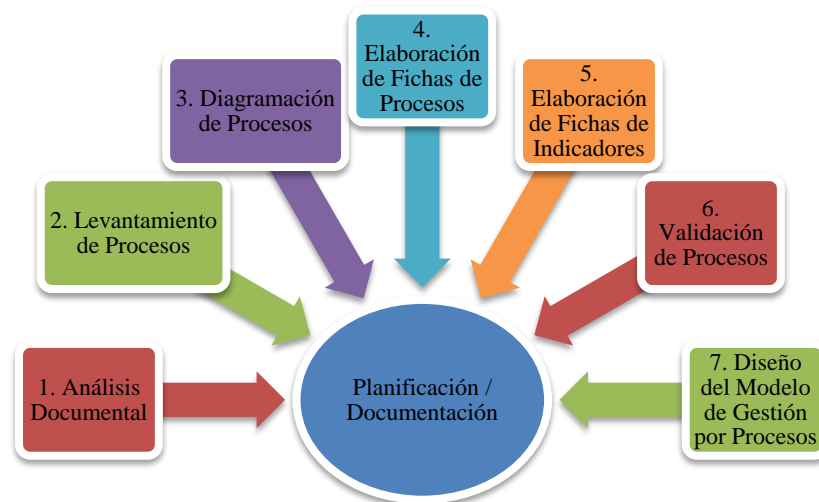 1. Análisis
Documental
2. Levantamiento
de Procesos
3. Diagramación
de Procesos
4.
Elaboración
de Fichas de
Procesos
5.
Elaboración
de Fichas de
Indicadores
6.
Validación
de Procesos
7. Diseño
del Modelo
de Gestión
por Procesos
Planificación /
Documentación